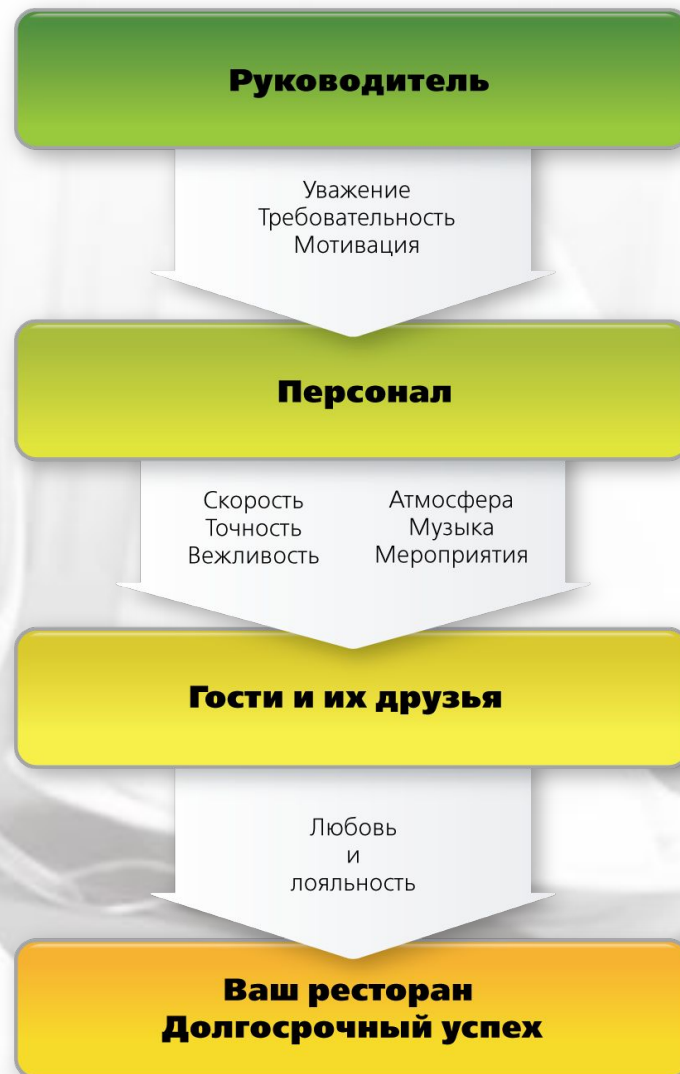 Руководитель
Уважение
Требовательность
Мотивация
Персонал
Скорость
Точность
Вежливость
Атмосфера
Музыка
Мероприятия
Гости и их друзья
Любовь
и
лояльность
Ваш ресторан
Долгосрочный успех